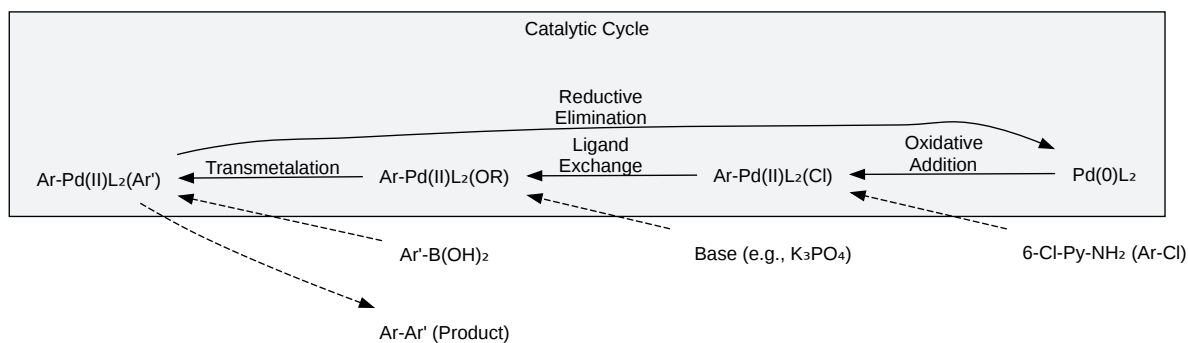 Catalytic Cycle
Reductive
Elimination
Ligand
Exchange
Oxidative
Addition
Transmetalation
Ar-Pd(II)L₂(Ar')
Ar-Pd(II)L₂(OR)
Ar-Pd(II)L₂(Cl)
Pd(0)L₂
Ar'-B(OH)₂
Base (e.g., K₃PO₄)
6-Cl-Py-NH₂ (Ar-Cl)
Ar-Ar' (Product)